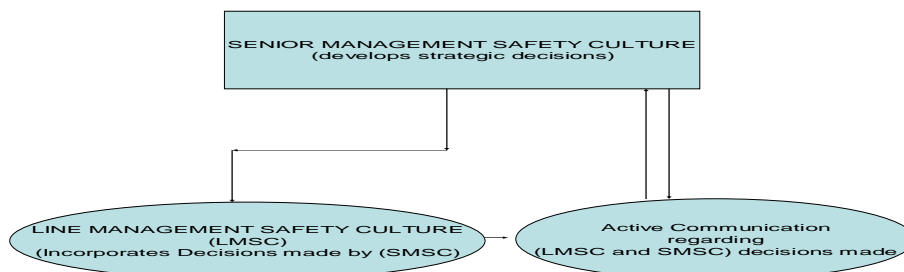 SENIOR MANAGEMENT SAFETY CULTURE
(develops strategic decisions)
LINE MANAGEMENT SAFETY CULTURE
(LMSC)
(Incorporates Decisions made by (SMSC)
Active Communication
regarding
(LMSC and SMSC) decisions made